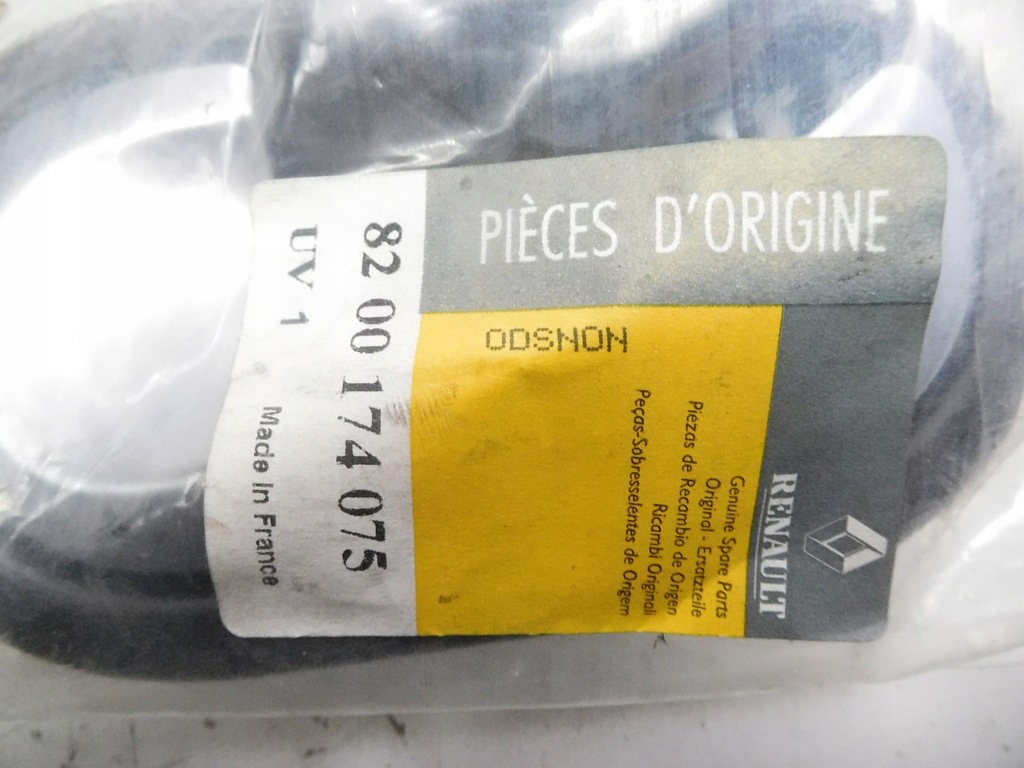 PIÈCES D'ORIGINE
RENAULT
Genuine Spare Parts
Original - Ersatzteile
Piezas de Recambio de Origen
Ricambi Originali
Peças-Sobresselentes de Origem
ODSNON
82 00 174 075
UV 1
Made in France